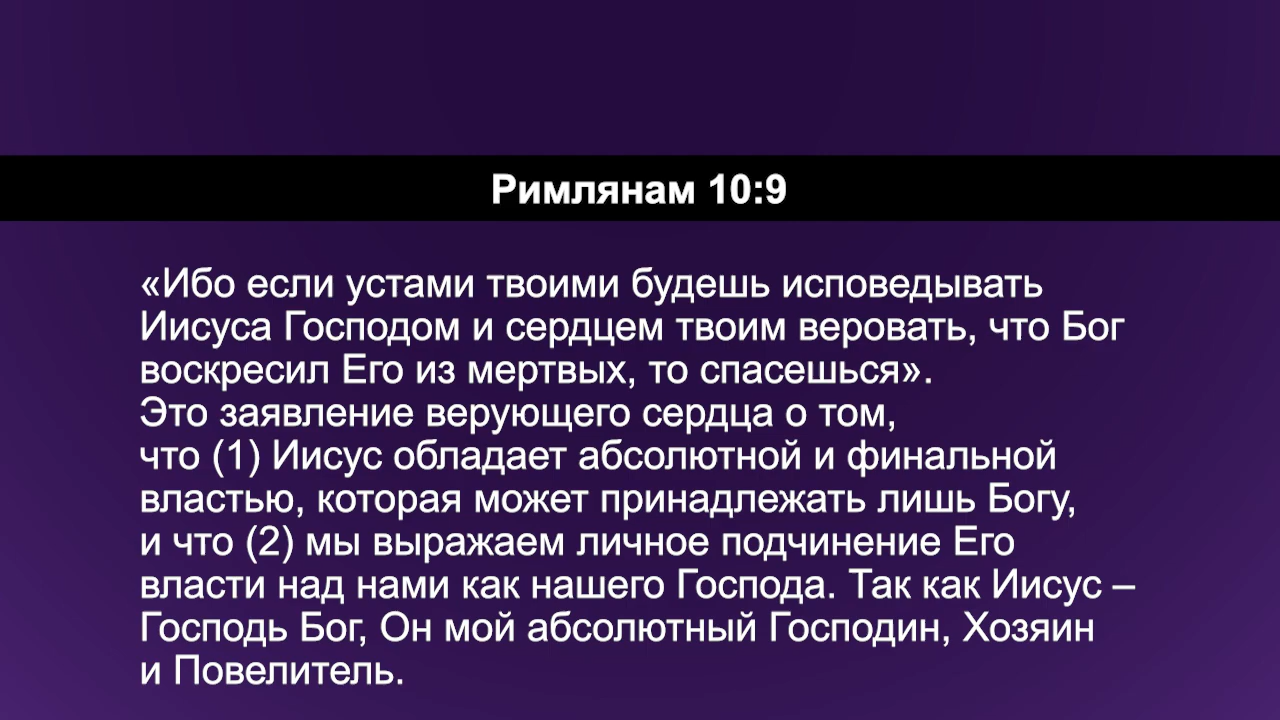 Римлянам 10:9
«Ибо если устами твоими будешь исповедывать
Иисуса Господом и сердцем твоим веровать, что Бог
воскресил Его из мертвых, то спасешься».
Это заявление верующего сердца о том,
что (1) Иисус обладает абсолютной и финальной
властью, которая может принадлежать лишь Богу,
и что (2) мы выражаем личное подчинение Его
власти над нами как нашего Господа. Так как Иисус –
Господь Бог, Он мой абсолютный Господин, Хозяин
и Повелитель.